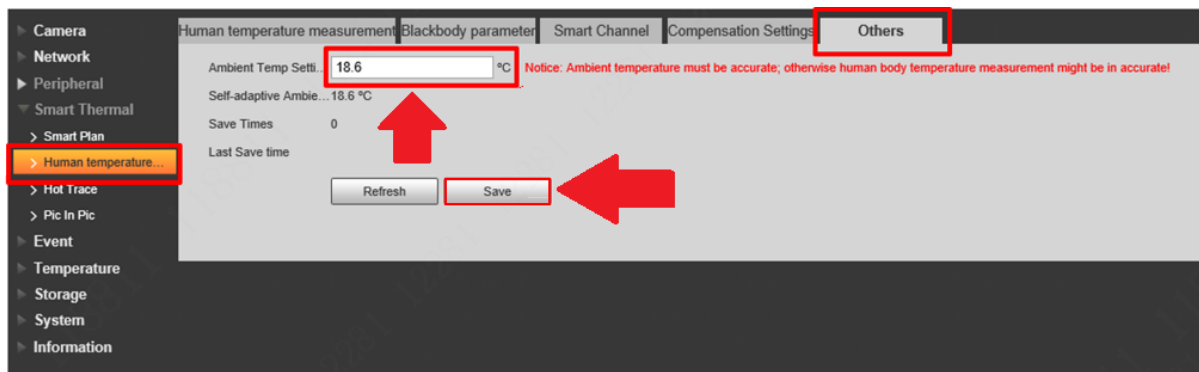 Camera
Network
Peripheral
Smart Thermal
Smart Plan
Human temperature...
Hot Trace
Pic In Pic
Event
Temperature
Storage
System
Information
Human temperature measurement Blackbody parameter Smart Channel Compensation Settings Others
Ambient Temp Setti... 18.6 ºC Notice: Ambient temperature must be accurate; otherwise human body temperature measurement might be in accurate!
Self-adaptive Ambie... 18.6 ºC
Save Times 0
Last Save time
Refresh Save